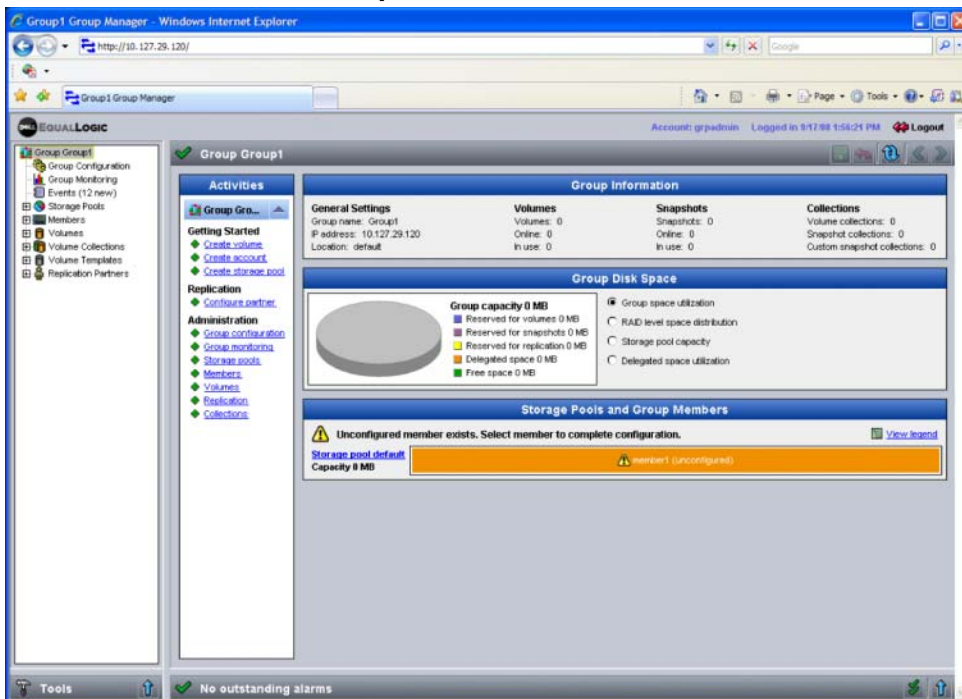 Group1 Group Manager - Windows Internet Explorer
http://10.127.29.120/
Google
Group1 Group Manager
Page
Tools
DELL EQUALLOGIC
Account: grpadmin Logged in 9/17/08 1:56:21 PM Logout
Group Group1
Group Configuration
Group Monitoring
Events (12 new)
Storage Pools
Members
Volumes
Volume Collections
Volume Templates
Replication Partners
Tools
Group Group1
Activities
Group Gro...
Getting Started
Create volume
Create account
Create storage pool
Replication
Configure partner
Administration
Group configuration
Group monitoring
Storage pools
Members
Volumes
Replication
Collections
Group Information
General Settings
Group name: Group1
IP address: 10.127.29.120
Location: default
Volumes
Volumes: 0
Online: 0
In use: 0
Snapshots
Snapshots: 0
Online: 0
In use: 0
Collections
Volume collections: 0
Snapshot collections: 0
Custom snapshot collections: 0
Group Disk Space
Group capacity 0 MB
Reserved for volumes 0 MB
Reserved for snapshots 0 MB
Reserved for replication 0 MB
Delegated space 0 MB
Free space 0 MB
Group space utilization
RAID level space distribution
Storage pool capacity
Delegated space utilization
Storage Pools and Group Members
Unconfigured member exists. Select member to complete configuration.
View legend
Storage pool default
Capacity 0 MB
member1 (unconfigured)
No outstanding alarms